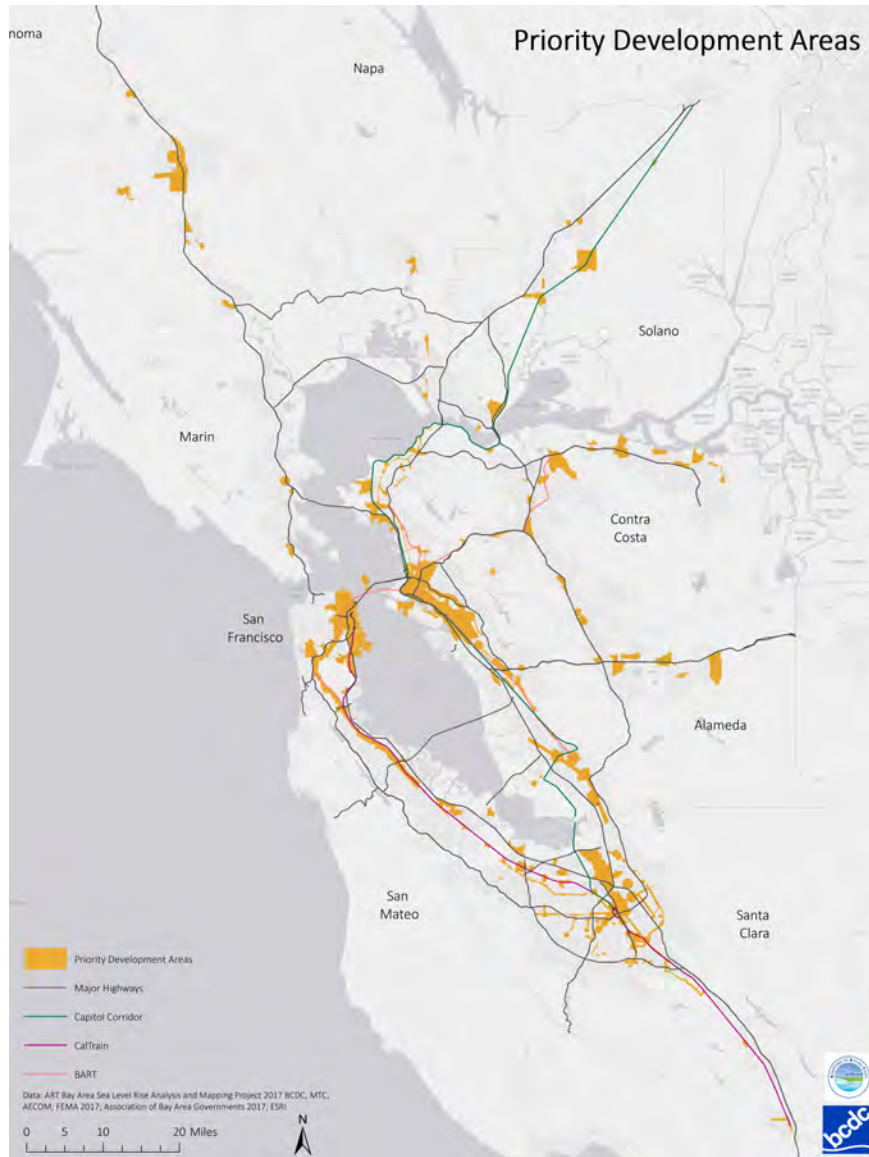 noma
Priority Development Areas
Napa
Solano
Marin
Contra
Costa
San
Francisco
Alameda
San
Mateo
Santa
Clara
Priority Development Areas
Major Highways
Capitol Corridor
CalTrain
BART
Data: ART Bay Area Sea Level Rise Analysis and Mapping Project 2017 BCDC, MTC,
AECOM; FEMA 2017; Association of Bay Area Governments 2017; ESRI
N
0 5 10 20 Miles
bcdc